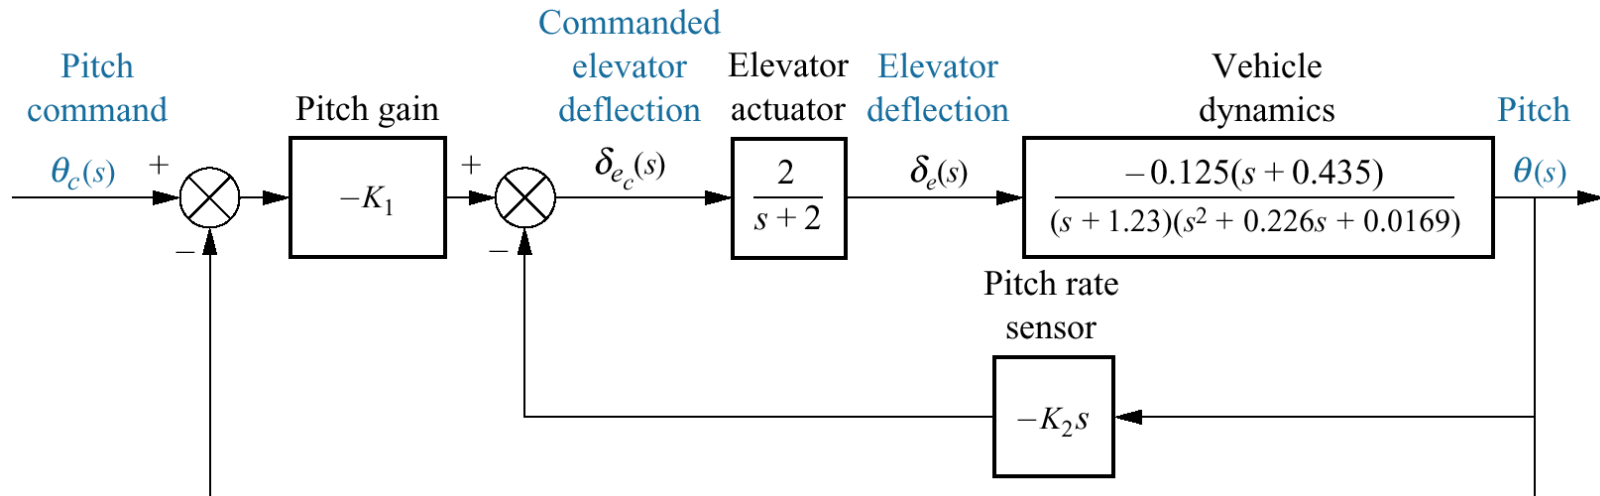 Commanded
elevator
deflection
Pitch
command
Pitch gain
Elevator
actuator
Elevator
deflection
Vehicle
dynamics
Pitch
θc(s)
+
−
−K1
+
−
δec(s)
2
s + 2
δe(s)
−0.125(s + 0.435)
(s + 1.23)(s² + 0.226s + 0.0169)
θ(s)
Pitch rate
sensor
−K2s